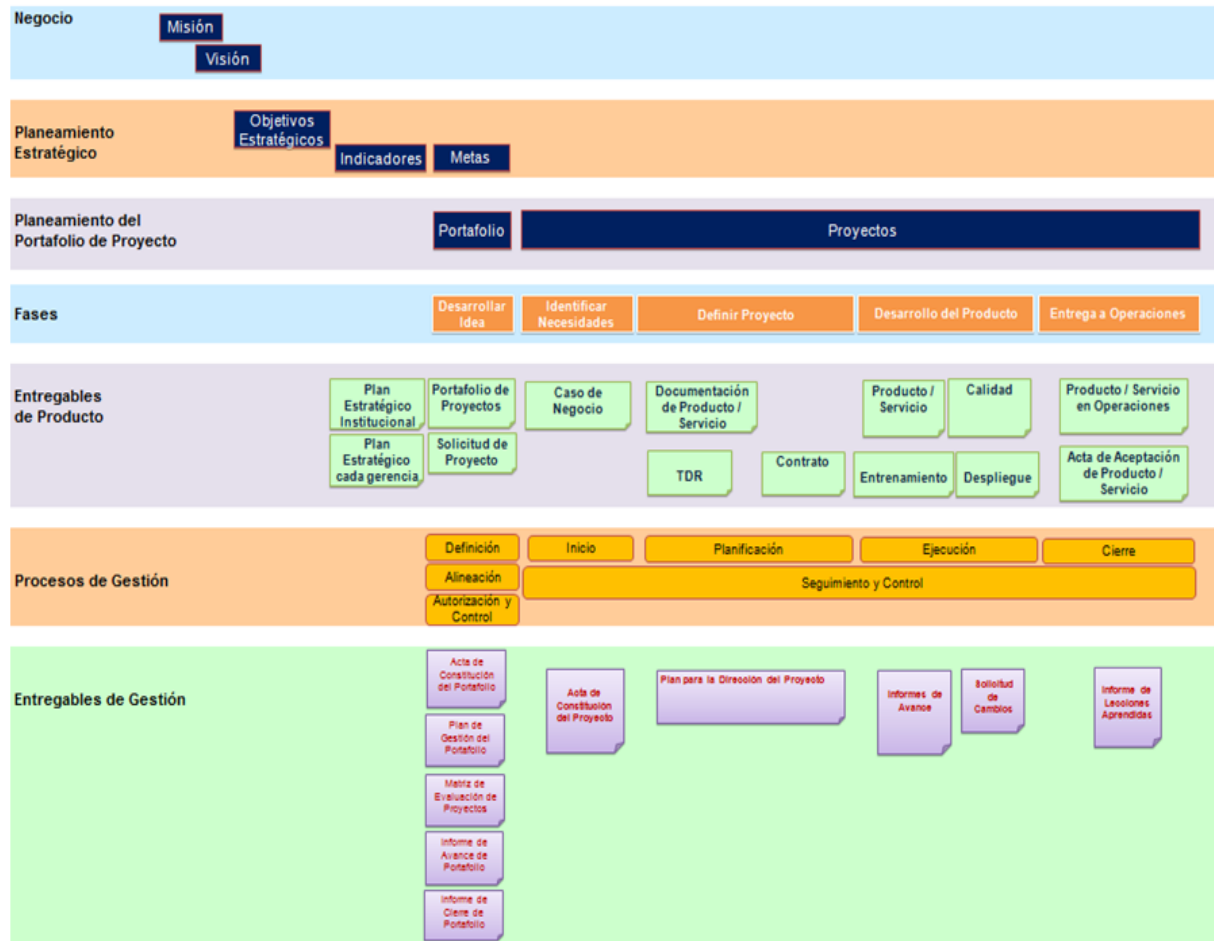 Negocio
Misión
Visión
Planeamiento
Estratégico
Objetivos
Estratégicos
Indicadores
Metas
Planeamiento del
Portafolio de Proyecto
Portafolio
Proyectos
Fases
Desarrollar
Idea
Identificar
Necesidades
Definir Proyecto
Desarrollo del Producto
Entrega a Operaciones
Entregables
de Producto
Plan
Estratégico
Institucional
Portafolio de
Proyectos
Caso de
Negocio
Documentación
de Producto /
Servicio
Producto /
Servicio
Calidad
Producto / Servicio
en Operaciones
Plan
Estratégico
cada gerencia
Solicitud de
Proyecto
TDR
Contrato
Entrenamiento
Despliegue
Acta de Aceptación
de Producto /
Servicio
Procesos de Gestión
Definición
Inicio
Planificación
Ejecución
Cierre
Alineación
Seguimiento y Control
Autorización y
Control
Entregables de Gestión
Acta de
Constitución
del Portafolio
Acta de
Constitución
del Proyecto
Plan para la Dirección del Proyecto
Informes de
Avance
Solicitud
de
Cambios
Informe de
Lecciones
Aprendidas
Plan de
Gestión del
Portafolio
Matriz de
Evaluación de
Proyectos
Informe de
Avance de
Portafolio
Informe de
Cierre de
Portafolio